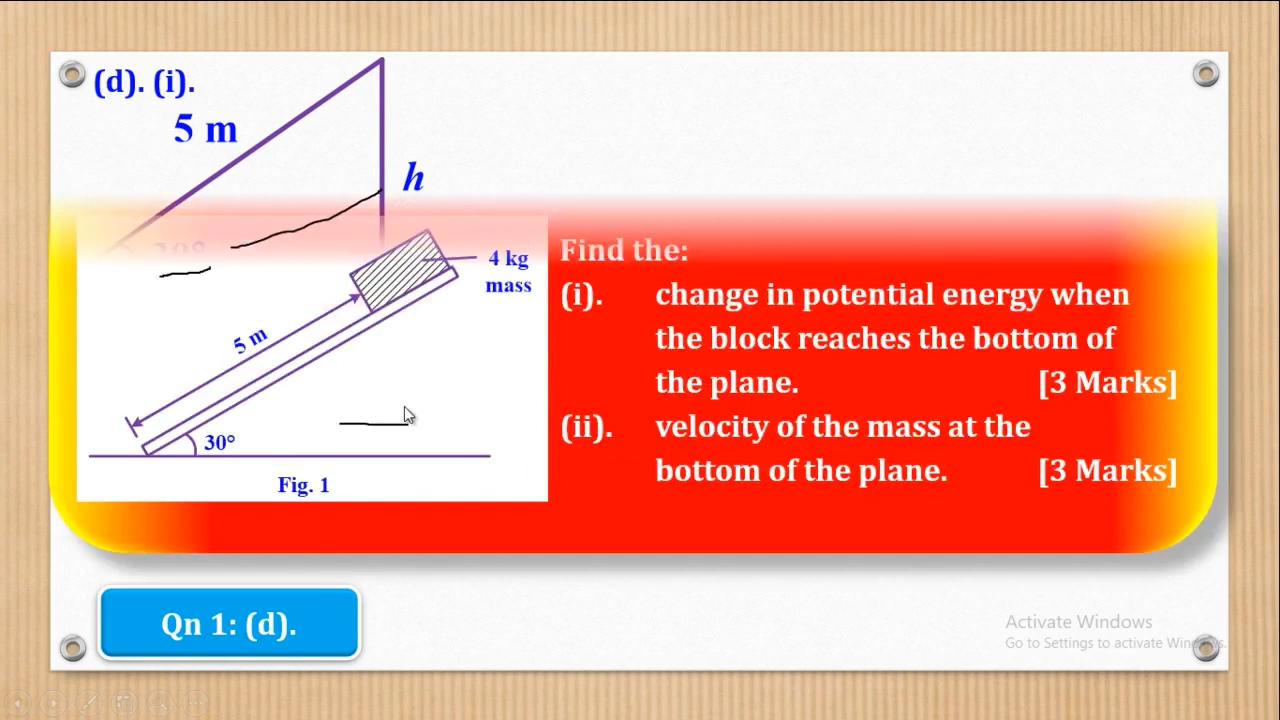 (d). (i).
5 m
h
30°
4 kg
mass
5 m
30°
Fig. 1
Find the:
(i). change in potential energy when
the block reaches the bottom of
the plane. [3 Marks]
(ii). velocity of the mass at the
bottom of the plane. [3 Marks]
Qn 1: (d).
Activate Windows
Go to Settings to activate Windows.